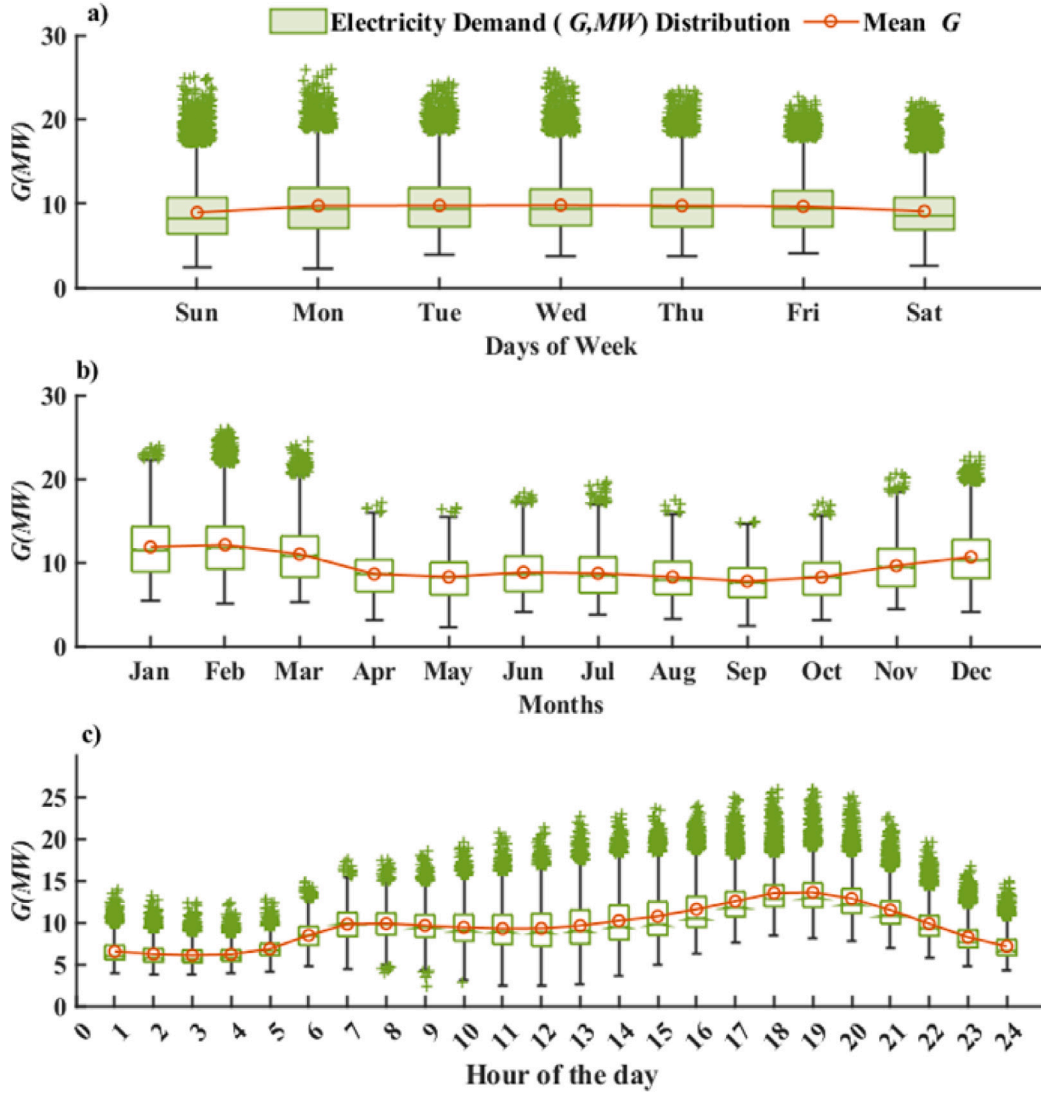 a)
Electricity Demand ( G,MW) Distribution
Mean G
30
20
10
0
G(MW)
Sun Mon Tue Wed Thu Fri Sat
Days of Week
b)
30
20
10
0
G(MW)
Jan Feb Mar Apr May Jun Jul Aug Sep Oct Nov Dec
Months
c)
25
20
15
10
5
0
G(MW)
0 1 2 3 4 5 6 7 8 9 10 11 12 13 14 15 16 17 18 19 20 21 22 23 24
Hour of the day